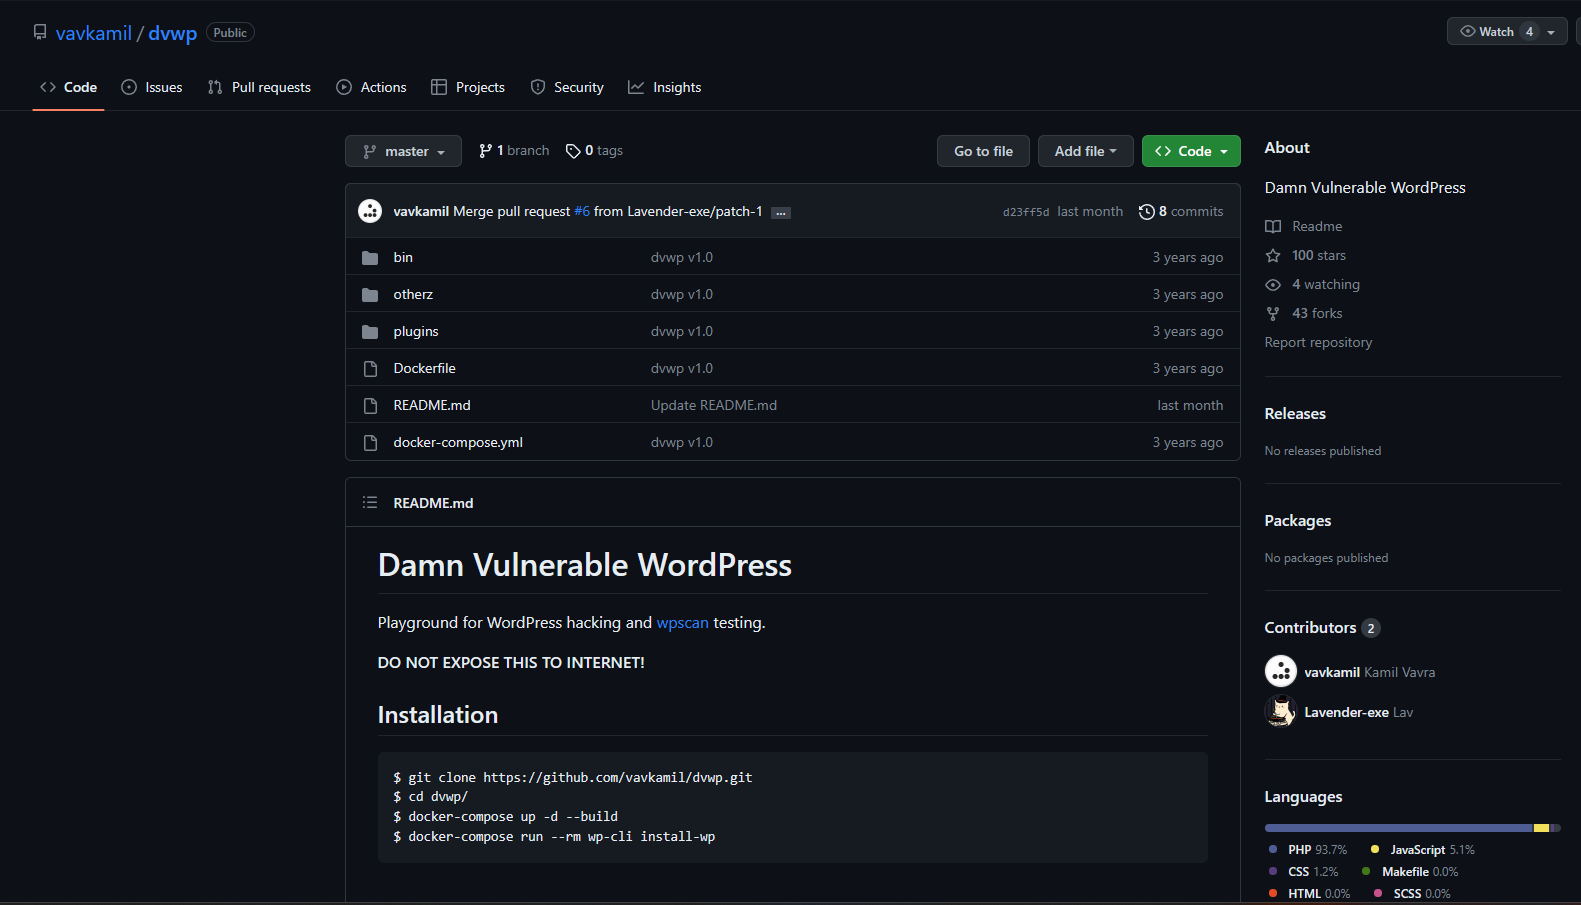 vavkamil / dvwp Public
Watch 4
Code Issues Pull requests Actions Projects Security Insights
master 1 branch 0 tags Go to file Add file Code
vavkamil Merge pull request #6 from Lavender-exe/patch-1 ... d23ff5d last month 8 commits
bin dvwp v1.0 3 years ago
otherz dvwp v1.0 3 years ago
plugins dvwp v1.0 3 years ago
Dockerfile dvwp v1.0 3 years ago
README.md Update README.md last month
docker-compose.yml dvwp v1.0 3 years ago
README.md
Damn Vulnerable WordPress
Playground for WordPress hacking and wpscan testing.
DO NOT EXPOSE THIS TO INTERNET!
Installation
$ git clone https://github.com/vavkamil/dvwp.git
$ cd dvwp/
$ docker-compose up -d --build
$ docker-compose run --rm wp-cli install-wp
About
Damn Vulnerable WordPress
Readme
100 stars
4 watching
43 forks
Report repository
Releases
No releases published
Packages
No packages published
Contributors 2
vavkamil Kamil Vavra
Lavender-exe Lav
Languages
PHP 93.7% JavaScript 5.1%
CSS 1.2% Makefile 0.0%
HTML 0.0% SCSS 0.0%